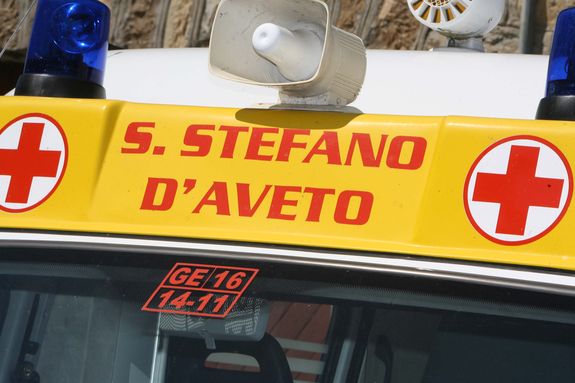 S. STEFANO
D'AVETO
GE 16
14-11